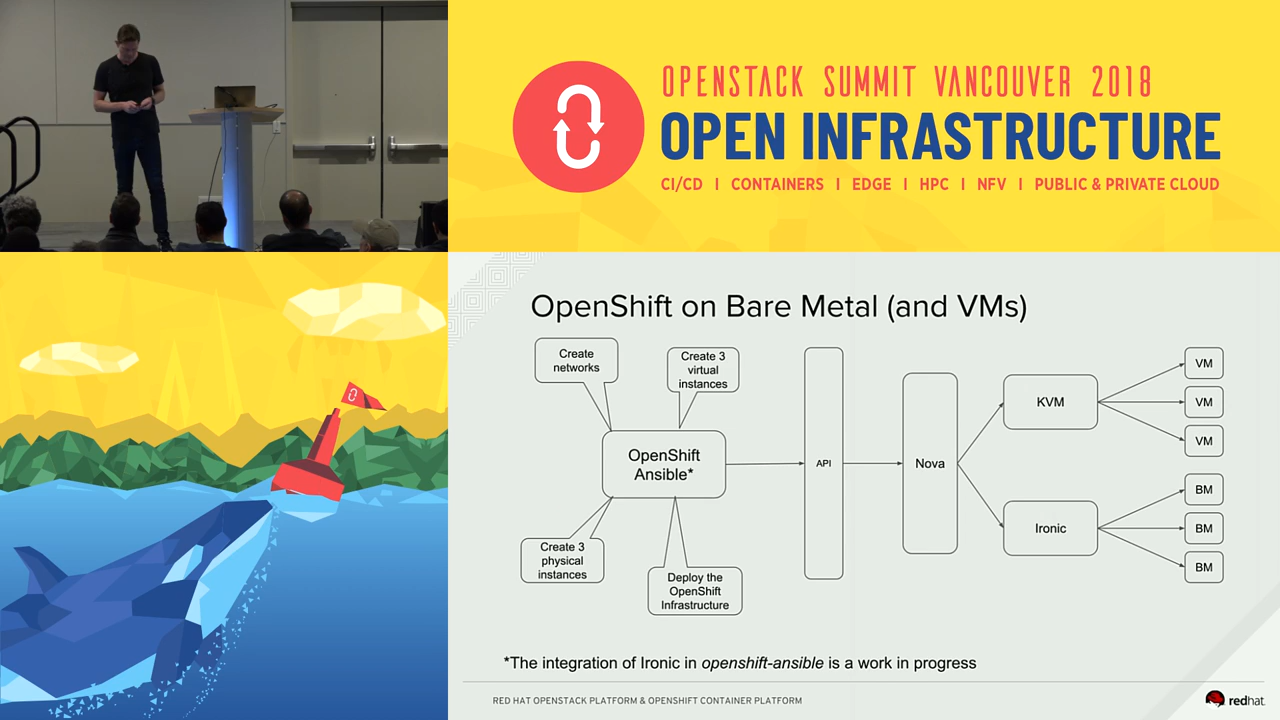 OPENSTACK SUMMIT VANCOUVER 2018
OPEN INFRASTRUCTURE
CI/CD I CONTAINERS I EDGE I HPC I NFV I PUBLIC & PRIVATE CLOUD
OpenShift on Bare Metal (and VMs)
Create
networks
Create 3
virtual
instances
OpenShift
Ansible*
Create 3
physical
instances
Deploy the
OpenShift
Infrastructure
API
Nova
KVM
Ironic
VM
VM
VM
BM
BM
BM
*The integration of Ironic in openshift-ansible is a work in progress
RED HAT OPENSTACK PLATFORM & OPENSHIFT CONTAINER PLATFORM
redhat.